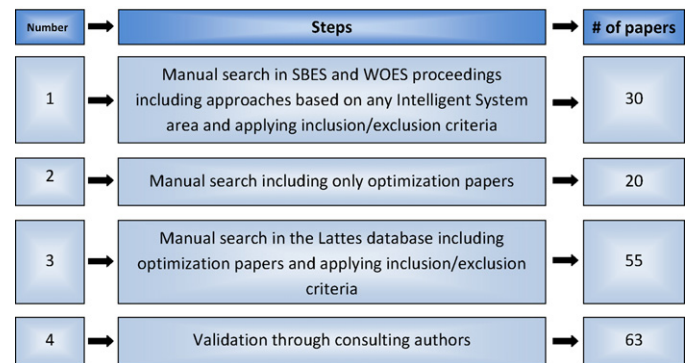 Number
Steps
# of papers
1
Manual search in SBES and WOES proceedings
including approaches based on any Intelligent System
area and applying inclusion/exclusion criteria
30
2
Manual search including only optimization papers
20
3
Manual search in the Lattes database including
optimization papers and applying inclusion/exclusion
criteria
55
4
Validation through consulting authors
63